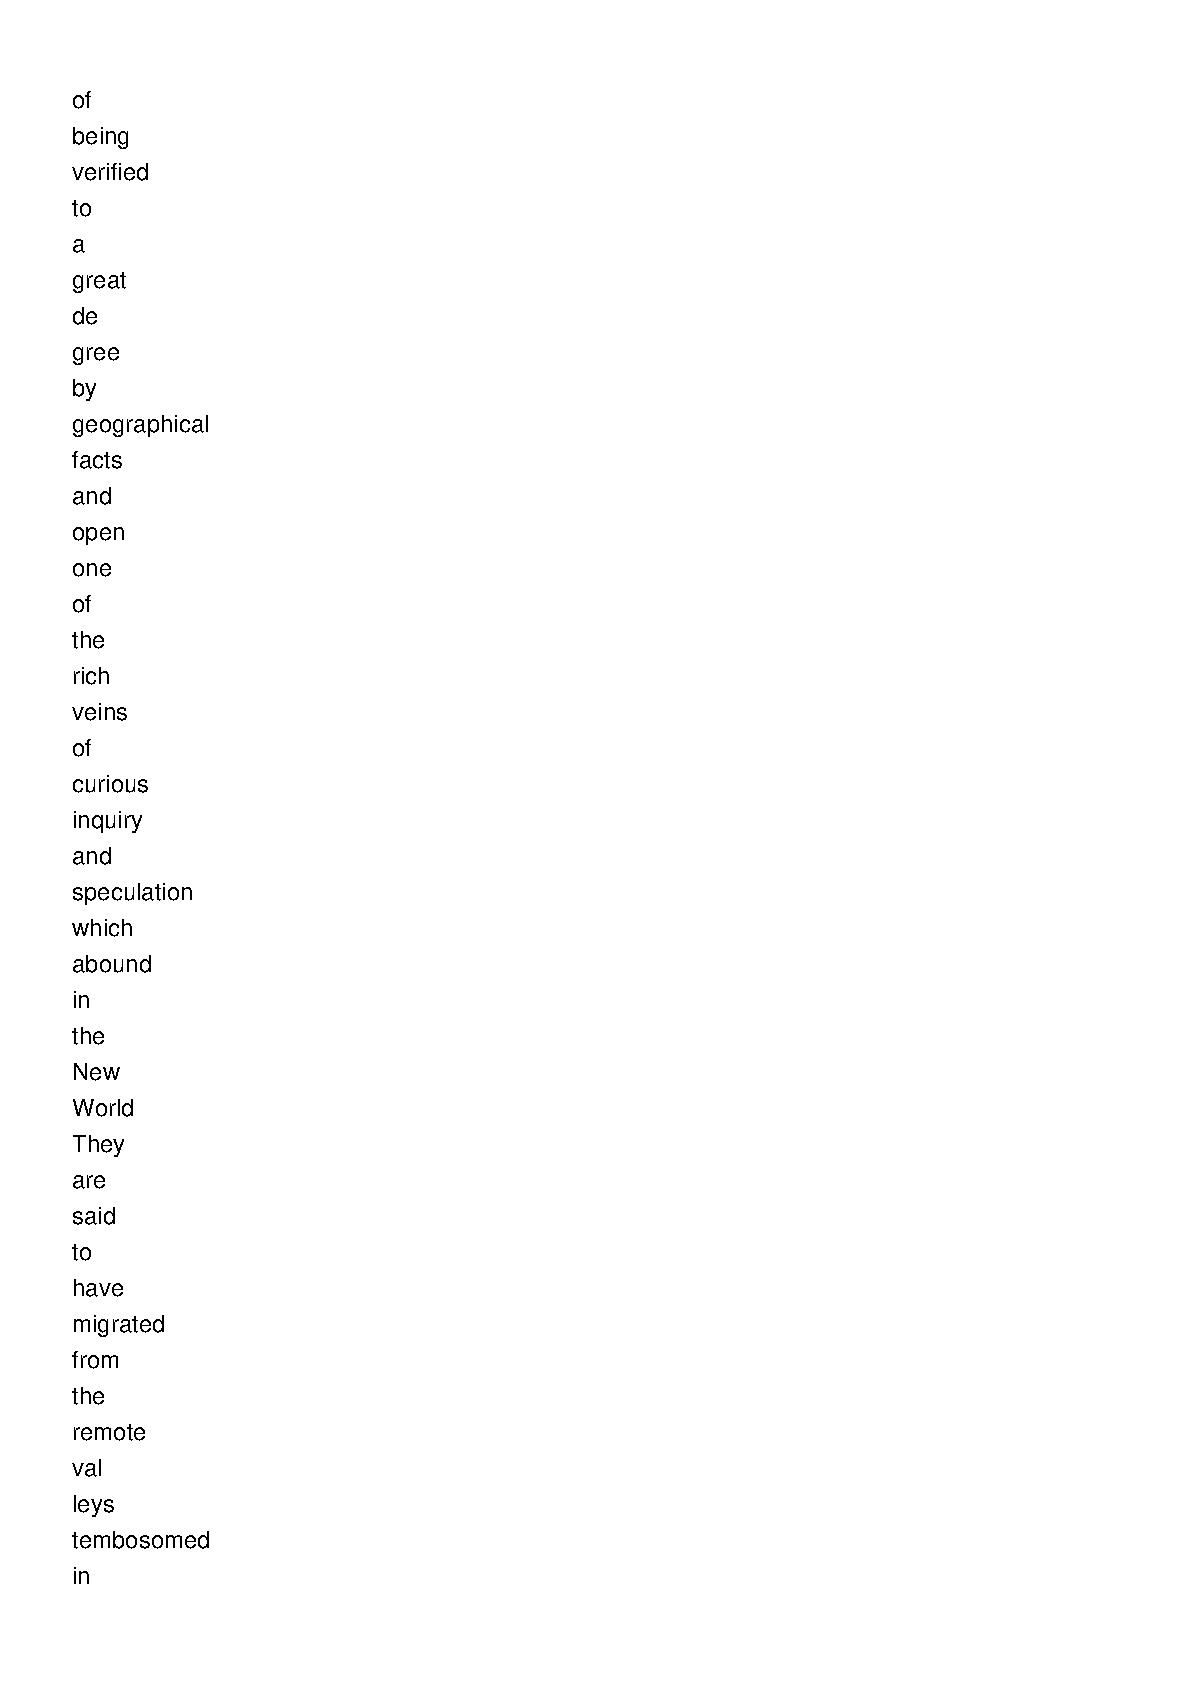 of
being
verified
to
a
great
de
gree
by
geographical
facts
and
open
one
of
the
rich
veins
of
curious
inquiry
and
speculation
which
abound
in
the
New
World
They
are
said
to
have
migrated
from
the
remote
val
leys
tembosomed
in